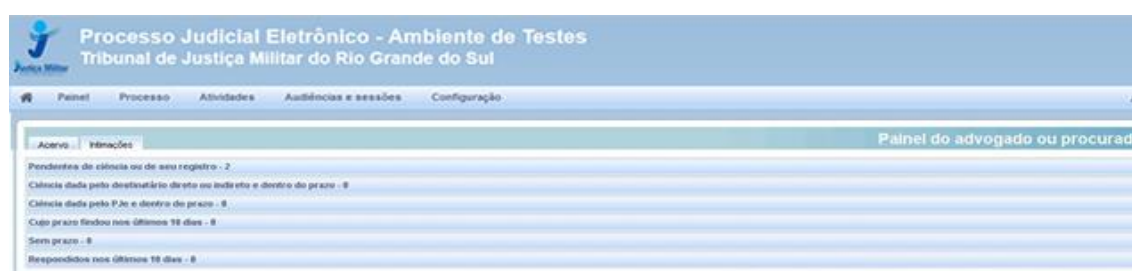 Processo Judicial Eletrônico - Ambiente de Testes
Tribunal de Justiça Militar do Rio Grande do Sul
Justiça Militar
Painel Processo Atividades Audiências e sessões Configuração
Acervo Intimações
Painel do advogado ou procurad
Pendentes de ciência ou de seu registro - 2
Ciência dada pelo destinatário direto ou indireto e dentro do prazo - 0
Ciência dada pelo PJe e dentro do prazo - 0
Cujo prazo findou nos últimos 10 dias - 0
Sem prazo - 0
Respondidos nos últimos 10 dias - 0